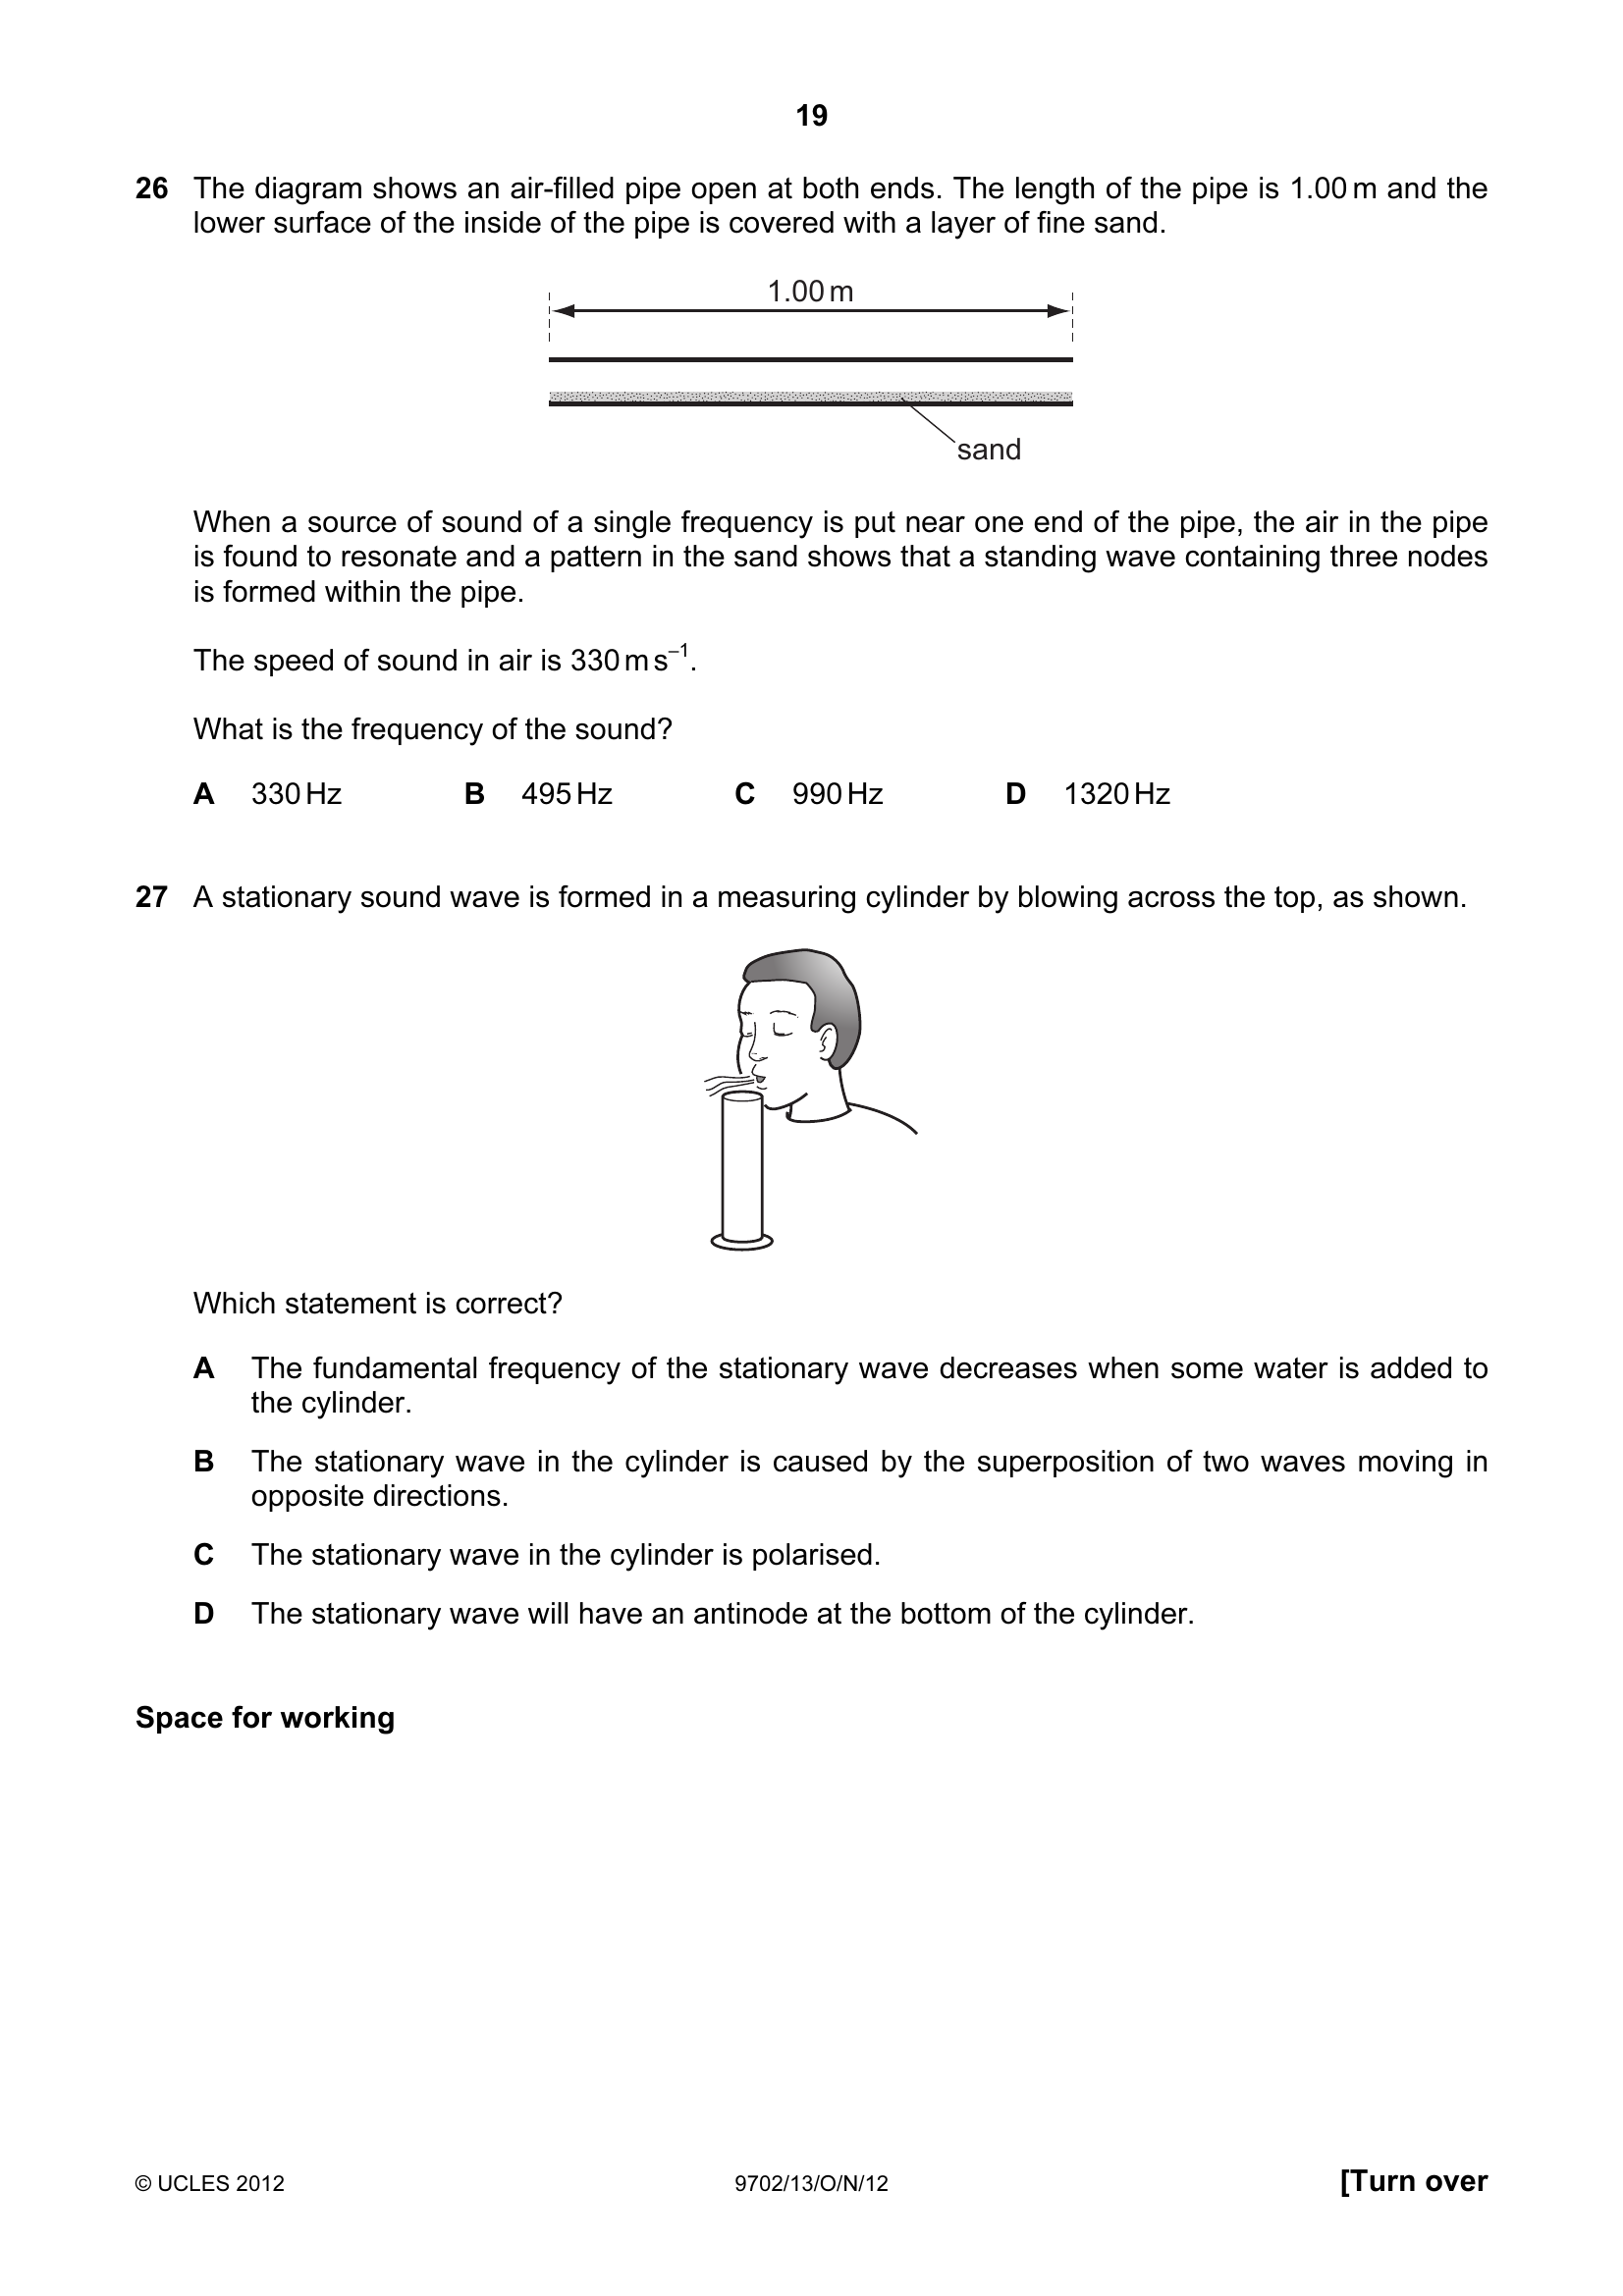 19
26 The diagram shows an air-filled pipe open at both ends. The length of the pipe is 1.00 m and the
lower surface of the inside of the pipe is covered with a layer of fine sand.
1.00 m
sand
When a source of sound of a single frequency is put near one end of the pipe, the air in the pipe
is found to resonate and a pattern in the sand shows that a standing wave containing three nodes
is formed within the pipe.
The speed of sound in air is 330 m s⁻¹.
What is the frequency of the sound?
A 330 Hz B 495 Hz C 990 Hz D 1320 Hz
27 A stationary sound wave is formed in a measuring cylinder by blowing across the top, as shown.
Which statement is correct?
A The fundamental frequency of the stationary wave decreases when some water is added to
the cylinder.
B The stationary wave in the cylinder is caused by the superposition of two waves moving in
opposite directions.
C The stationary wave in the cylinder is polarised.
D The stationary wave will have an antinode at the bottom of the cylinder.
Space for working
© UCLES 2012 9702/13/O/N/12 [Turn over